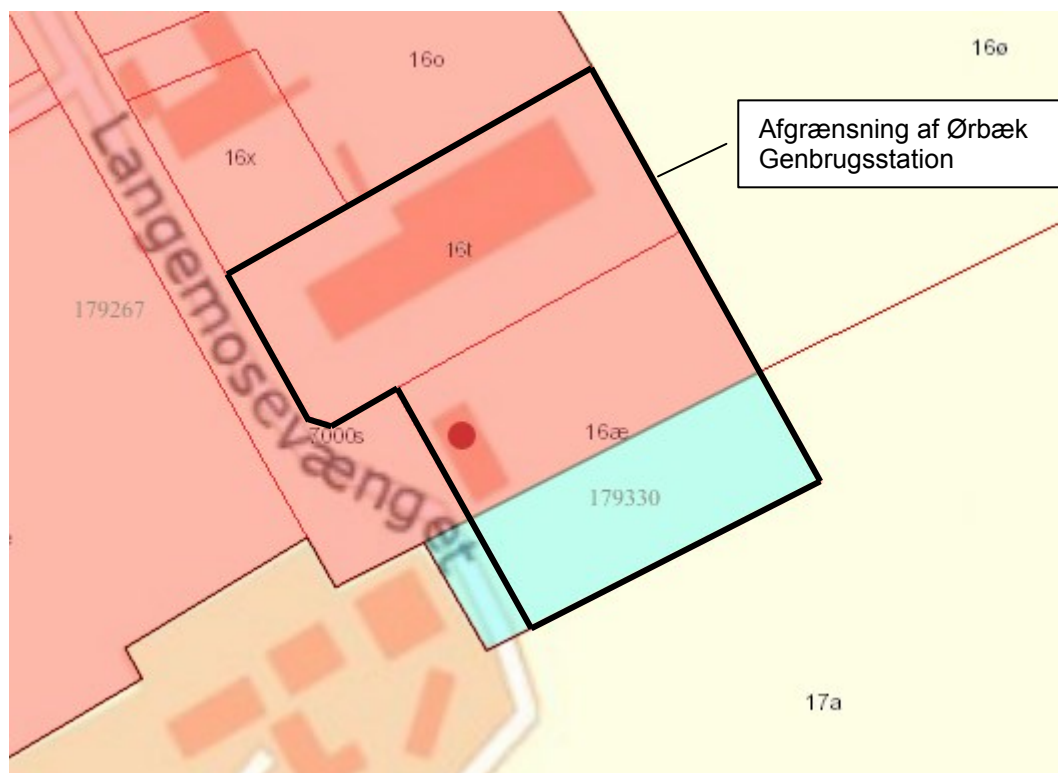 16o
16ø
Afgrænsning af Ørbæk
Genbrugsstation
16x
Langemosevænget
16t
179267
7000s
16æ
179330
17a